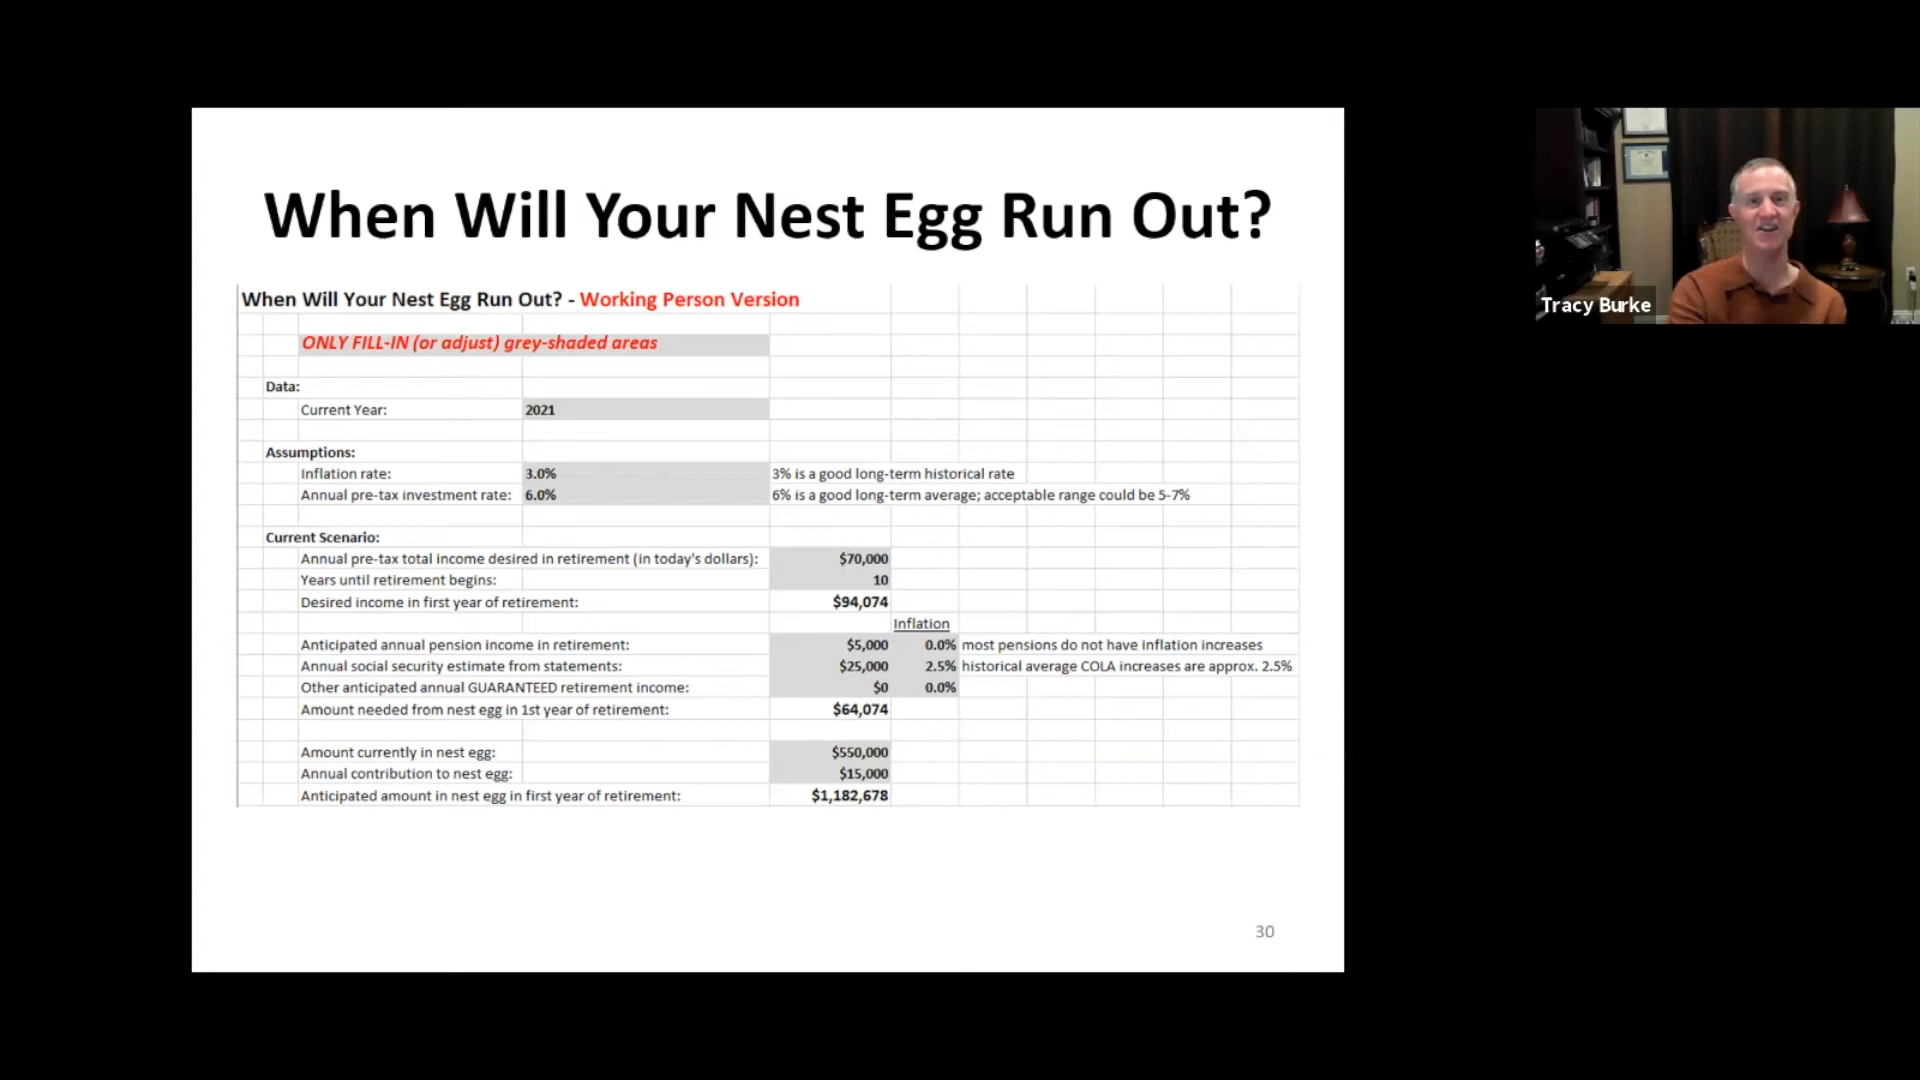 When Will Your Nest Egg Run Out?
When Will Your Nest Egg Run Out? - Working Person Version
ONLY FILL-IN (or adjust) grey-shaded areas
Data:
Current Year: 2021
Assumptions:
Inflation rate: 3.0% 3% is a good long-term historical rate
Annual pre-tax investment rate: 6.0% 6% is a good long-term average; acceptable range could be 5-7%
Current Scenario:
Annual pre-tax total income desired in retirement (in today's dollars): $70,000
Years until retirement begins: 10
Desired income in first year of retirement: $94,074
Inflation
Anticipated annual pension income in retirement: $5,000 0.0% most pensions do not have inflation increases
Annual social security estimate from statements: $25,000 2.5% historical average COLA increases are approx. 2.5%
Other anticipated annual GUARANTEED retirement income: $0 0.0%
Amount needed from nest egg in 1st year of retirement: $64,074
Amount currently in nest egg: $550,000
Annual contribution to nest egg: $15,000
Anticipated amount in nest egg in first year of retirement: $1,182,678
30
Tracy Burke